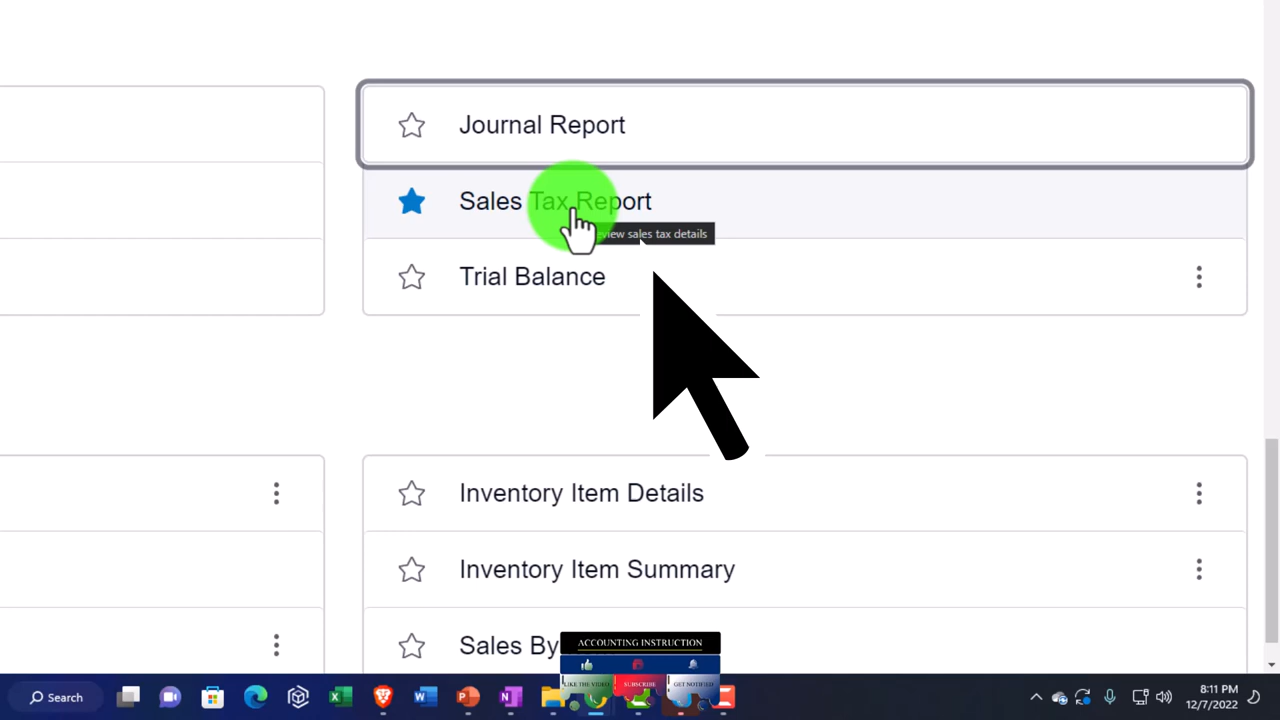 Journal Report
Sales Tax Report
view sales tax details
Trial Balance
Inventory Item Details
Inventory Item Summary
Sales By
ACCOUNTING INSTRUCTION
LIKE THE VIDEO
SUBSCRIBE
GET NOTIFIED
Search
8:11 PM
12/7/2022